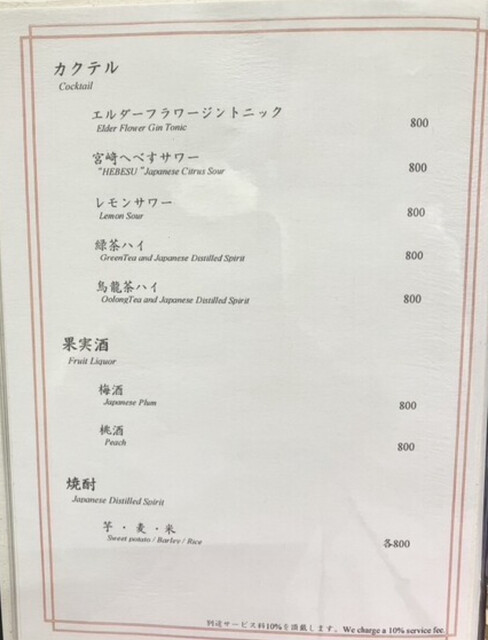 カクテル
Cocktail
エルダーフラワージントニック
Elder Flower Gin Tonic
800
宮崎へべすサワー
"HEBESU "Japanese Citrus Sour
800
レモンサワー
Lemon Sour
800
緑茶ハイ
GreenTea and Japanese Distilled Spirit
800
烏龍茶ハイ
OolongTea and Japanese Distilled Spirit
800
果実酒
Fruit Liquor
梅酒
Japanese Plum
800
桃酒
Peach
800
焼酎
Japanese Distilled Spirit
芋・麦・米
Sweet potato / Barley / Rice
各800
別途サービス料10%を頂戴します。We charge a 10% service fee.